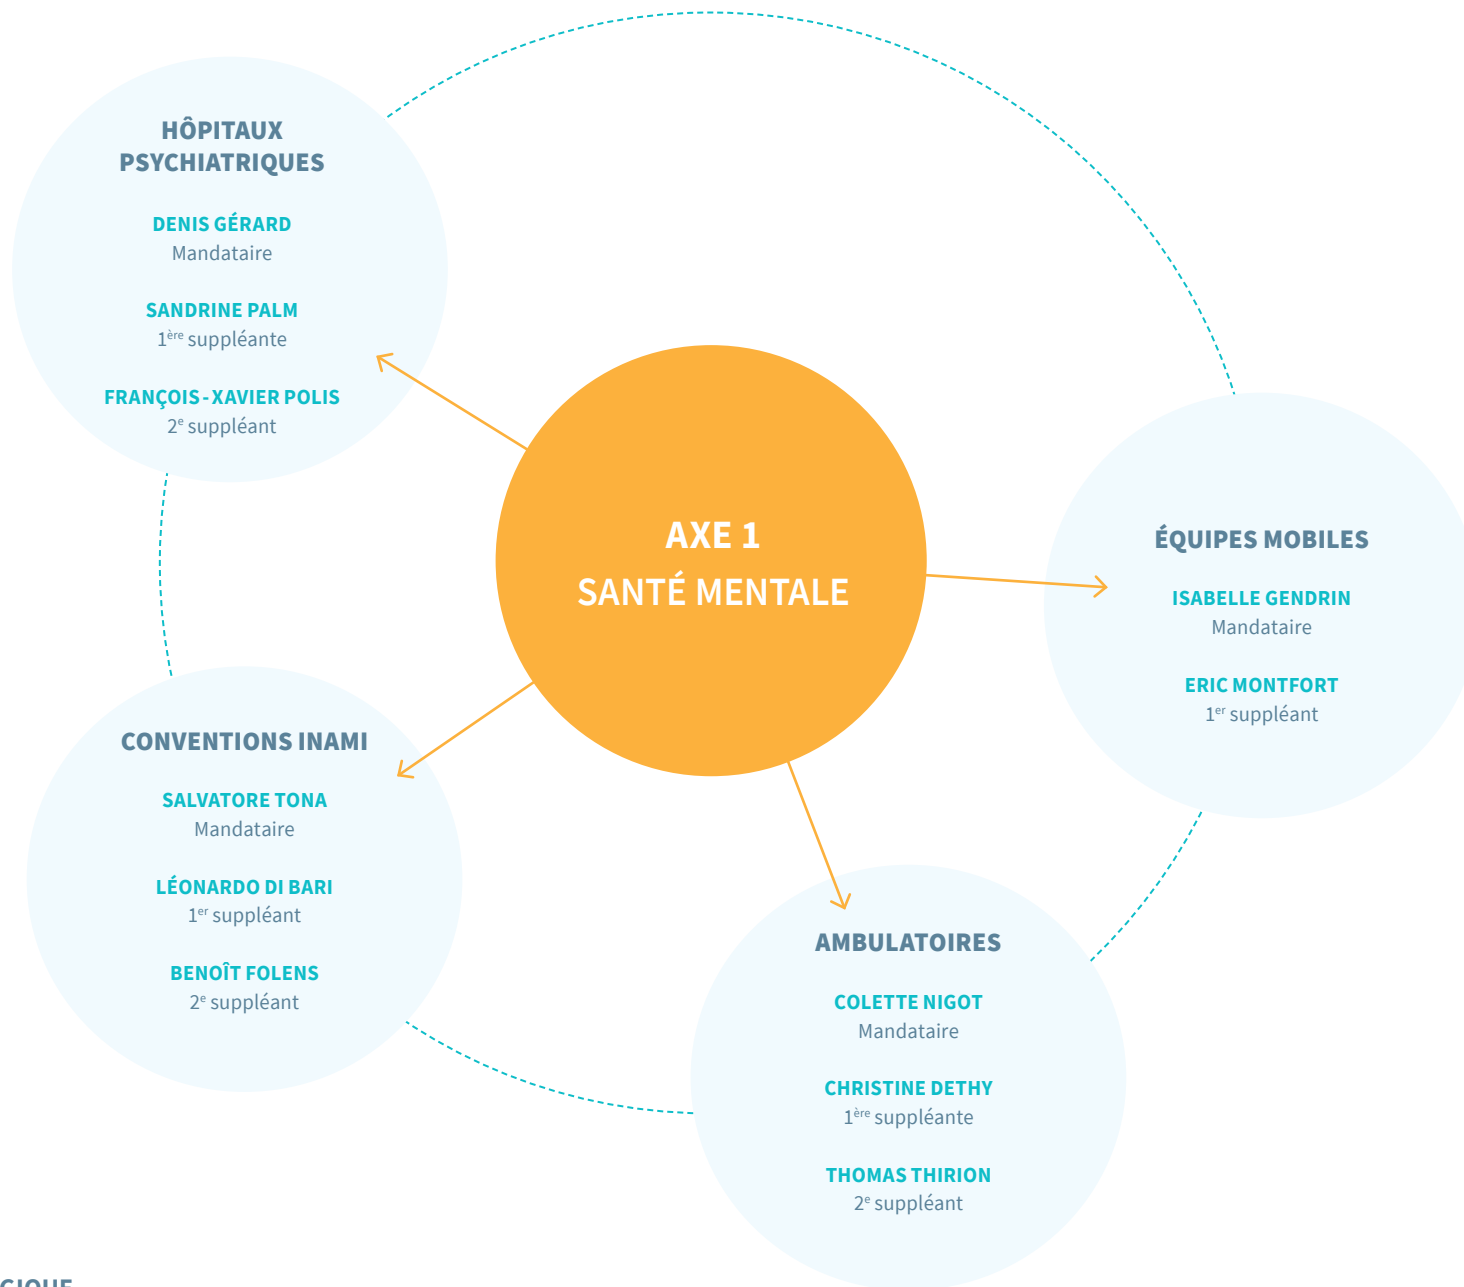 HÔPITAUX
PSYCHIATRIQUES
DENIS GÉRARD
Mandataire
SANDRINE PALM
1ère suppléante
FRANÇOIS-XAVIER POLIS
2e suppléant
AXE 1
SANTÉ MENTALE
ÉQUIPES MOBILES
ISABELLE GENDRIN
Mandataire
ERIC MONTFORT
1er suppléant
CONVENTIONS INAMI
SALVATORE TONA
Mandataire
LÉONARDO DI BARI
1er suppléant
BENOÎT FOLENS
2e suppléant
AMBULATOIRES
COLETTE NIGOT
Mandataire
CHRISTINE DETHY
1ère suppléante
THOMAS THIRION
2e suppléant